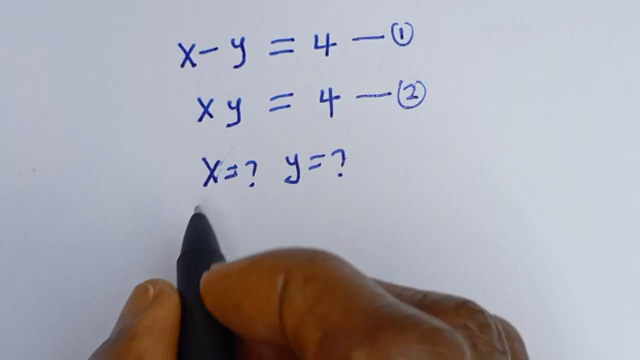 x - y = 4 — ①
xy = 4 — ②
x = ? y = ?